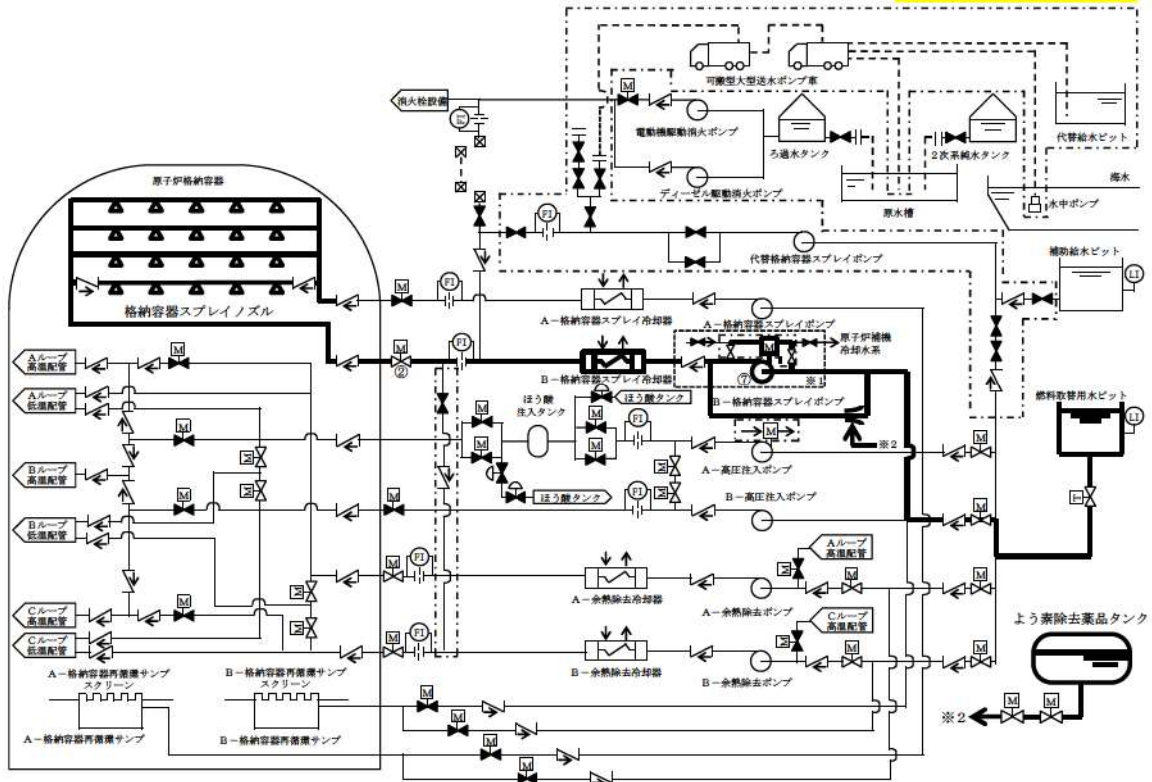 可搬型大型送水ポンプ車
消火栓設備
FI
M
電動機駆動消火ポンプ
ろ過水タンク
2次系純水タンク
代替給水ピット
ディーゼル駆動消火ポンプ
原水槽
海水
水中ポンプ
FI
代替格納容器スプレイポンプ
補助給水ピット
LI
原子炉格納容器
格納容器スプレイノズル
M
FI
A-格納容器スプレイ冷却器
A-格納容器スプレイポンプ
原子炉補機
冷却水系
M
②
FI
B-格納容器スプレイ冷却器
M
⑦
※1
B-格納容器スプレイポンプ
※2
燃料取替用水ピット
LI
Aループ
高温配管
M
Aループ
低温配管
M
Bループ
高温配管
M
M
M
Bループ
低温配管
Cループ
高温配管
M
M
M
Cループ
低温配管
ほう酸
注入タンク
ほう酸タンク
M
M
M
M
FI
M
A-高圧注入ポンプ
M
ほう酸タンク
M
M
FI
M
B-高圧注入ポンプ
M
M
T
Aループ
高温配管
M
FI
A-余熱除去冷却器
A-余熱除去ポンプ
M
M
M
Cループ
高温配管
M
FI
B-余熱除去冷却器
B-余熱除去ポンプ
M
M
M
よう素除去薬品タンク
※2
M
M
A-格納容器再循環サンプ
スクリーン
B-格納容器再循環サンプ
スクリーン
M
M
A-格納容器再循環サンプ
B-格納容器再循環サンプ
M
M